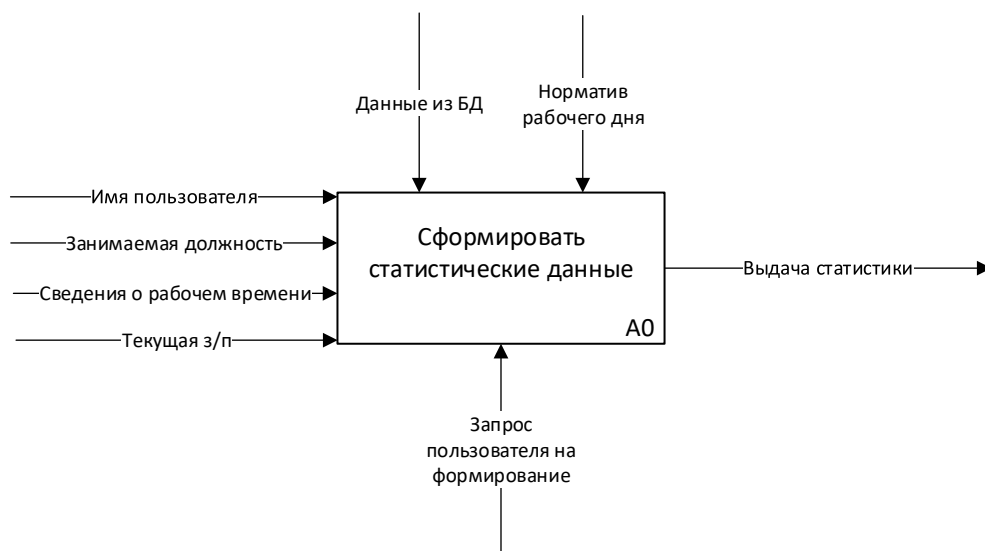 Данные из БД
Норматив
рабочего дня
Имя пользователя
Занимаемая должность
Сведения о рабочем времени
Текущая з/п
Сформировать
статистические данные
А0
Выдача статистики
Запрос
пользователя на
формирование